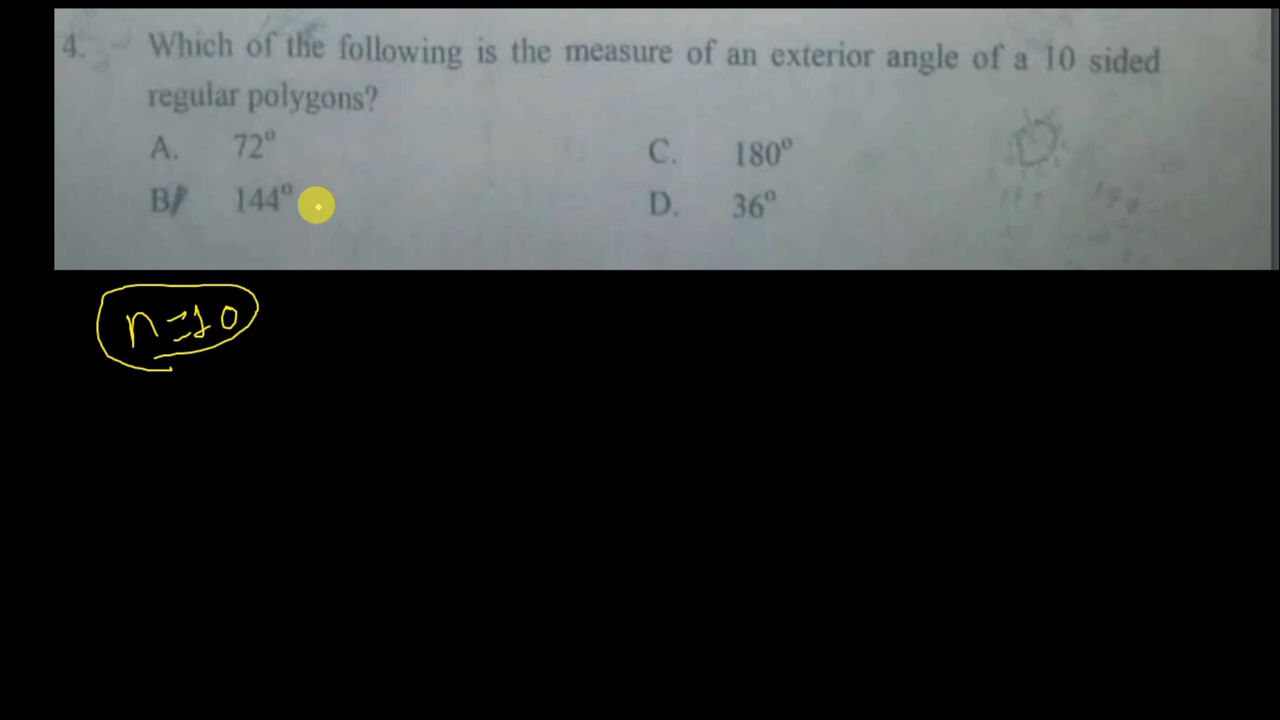 4. Which of the following is the measure of an exterior angle of a 10 sided
regular polygons?
A. 72° C. 180°
B 144° D. 36°
n=10